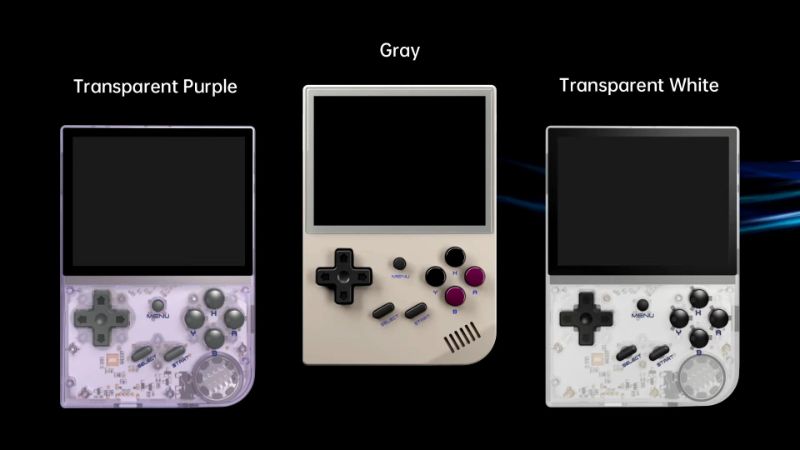 Gray
Transparent Purple
Transparent White
MENU
H
Y
A
B
SELECT
START
MENU
H
Y
A
B
SELECT
START
MENU
H
Y
A
B
SELECT
START